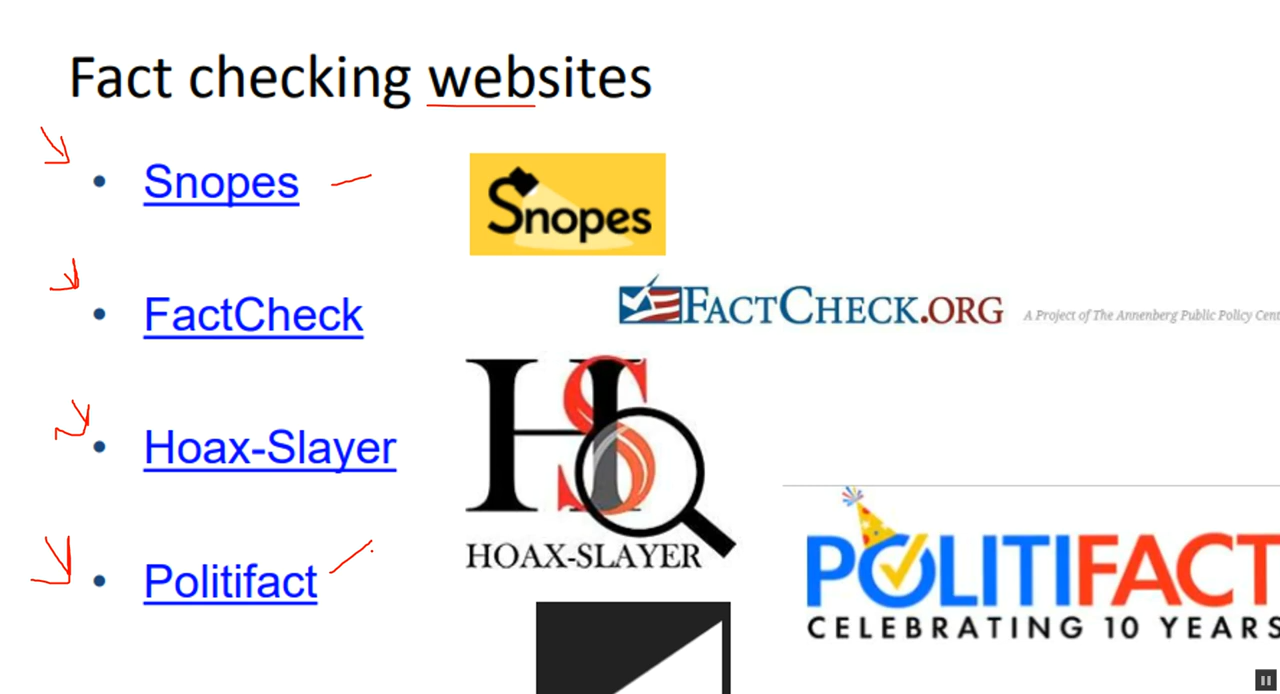 Fact checking websites
• Snopes
Snopes
• FactCheck
FACTCHECK.ORG A Project of The Annenberg Public Policy Cent
• Hoax-Slayer
HS
HOAX-SLAYER
• Politifact
POLITIFACT
CELEBRATING 10 YEARS